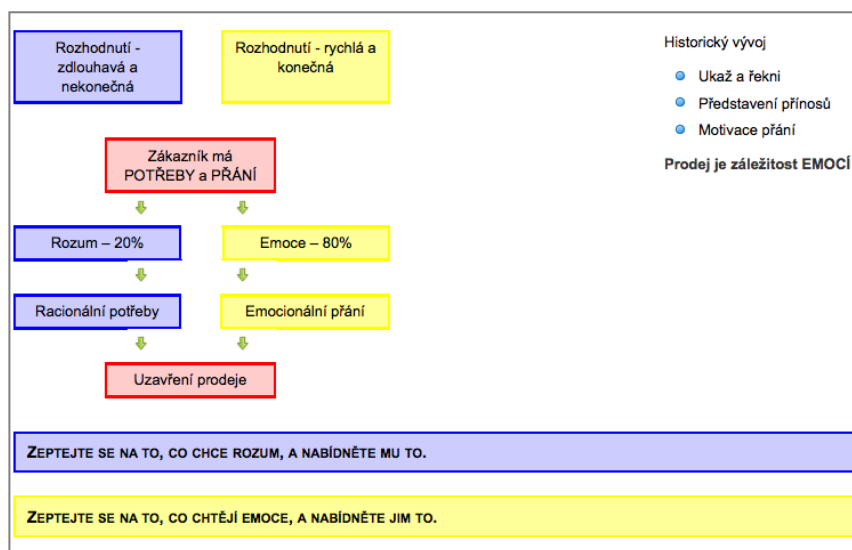 Rozhodnutí -
zdlouhavá a
nekonečná
Rozhodnutí - rychlá a
konečná
Historický vývoj
Ukaž a řekni
Představení přínosů
Motivace přání
Prodej je záležitost EMOCÍ
Zákazník má
POTŘEBY a PŘÁNÍ
Rozum – 20%
Emoce – 80%
Racionální potřeby
Emocionální přání
Uzavření prodeje
ZEPTEJTE SE NA TO, CO CHCE ROZUM, A NABÍDNĚTE MU TO.
ZEPTEJTE SE NA TO, CO CHTĚJÍ EMOCE, A NABÍDNĚTE JIM TO.